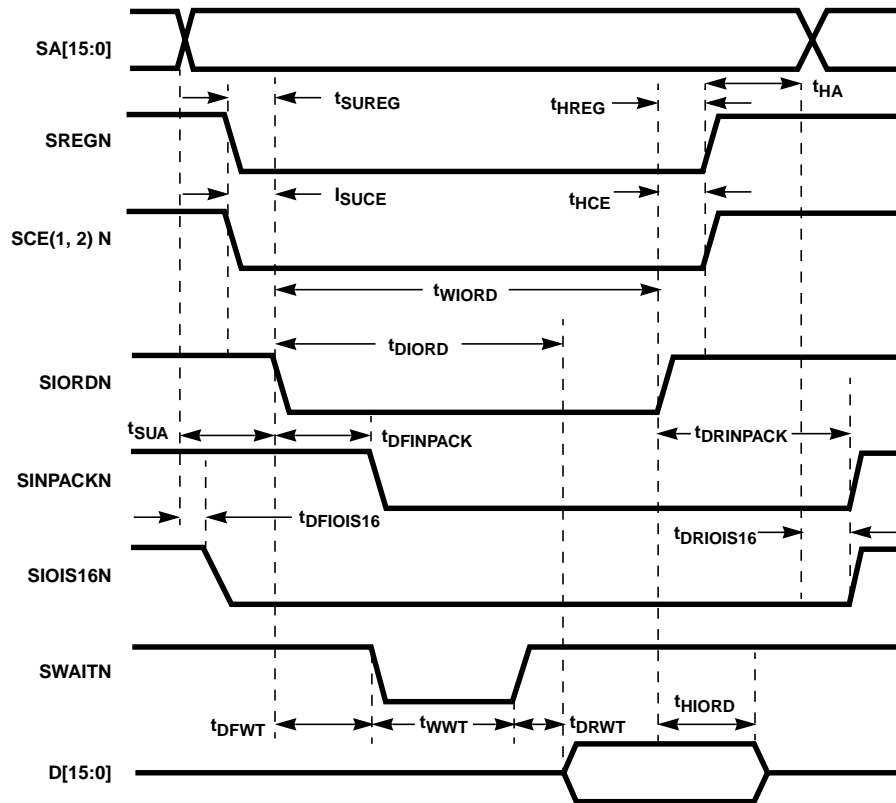 SA[15:0]
tHA
tSUREG
tHREG
SREGN
ISUCE
tHCE
SCE(1, 2) N
tWIORD
tDIORD
SIORDN
tSUA
tDFINPACK
tDRINPACK
SINPACKN
tDFIOIS16
tDRIOIS16
SIOIS16N
SWAITN
tHIORD
tDFWT
tWWT
tDRWT
D[15:0]